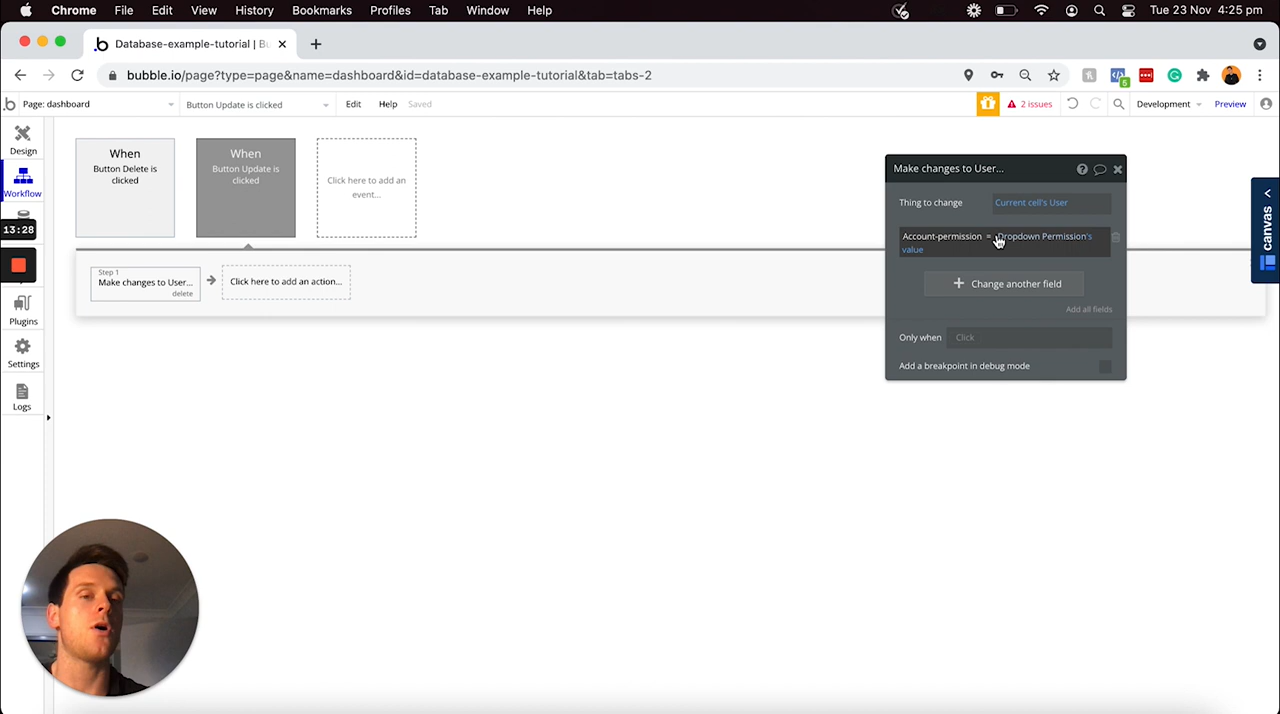 Chrome File Edit View History Bookmarks Profiles Tab Window Help Tue 23 Nov 4:25 pm
Database-example-tutorial | Bu
bubble.io/page?type=page&name=dashboard&id=database-example-tutorial&tab=tabs-2
5
Page: dashboard Button Update is clicked Edit Help Saved 2 issues Development Preview
Design
Workflow
13:28
Plugins
Settings
Logs
When
Button Delete is
clicked
When
Button Update is
clicked
Click here to add an
event...
Step 1
Make changes to User...
delete
Click here to add an action...
Make changes to User...
Thing to change Current cell's User
Account-permission = Dropdown Permission's
value
Change another field
Add all fields
Only when Click
Add a breakpoint in debug mode
canvas